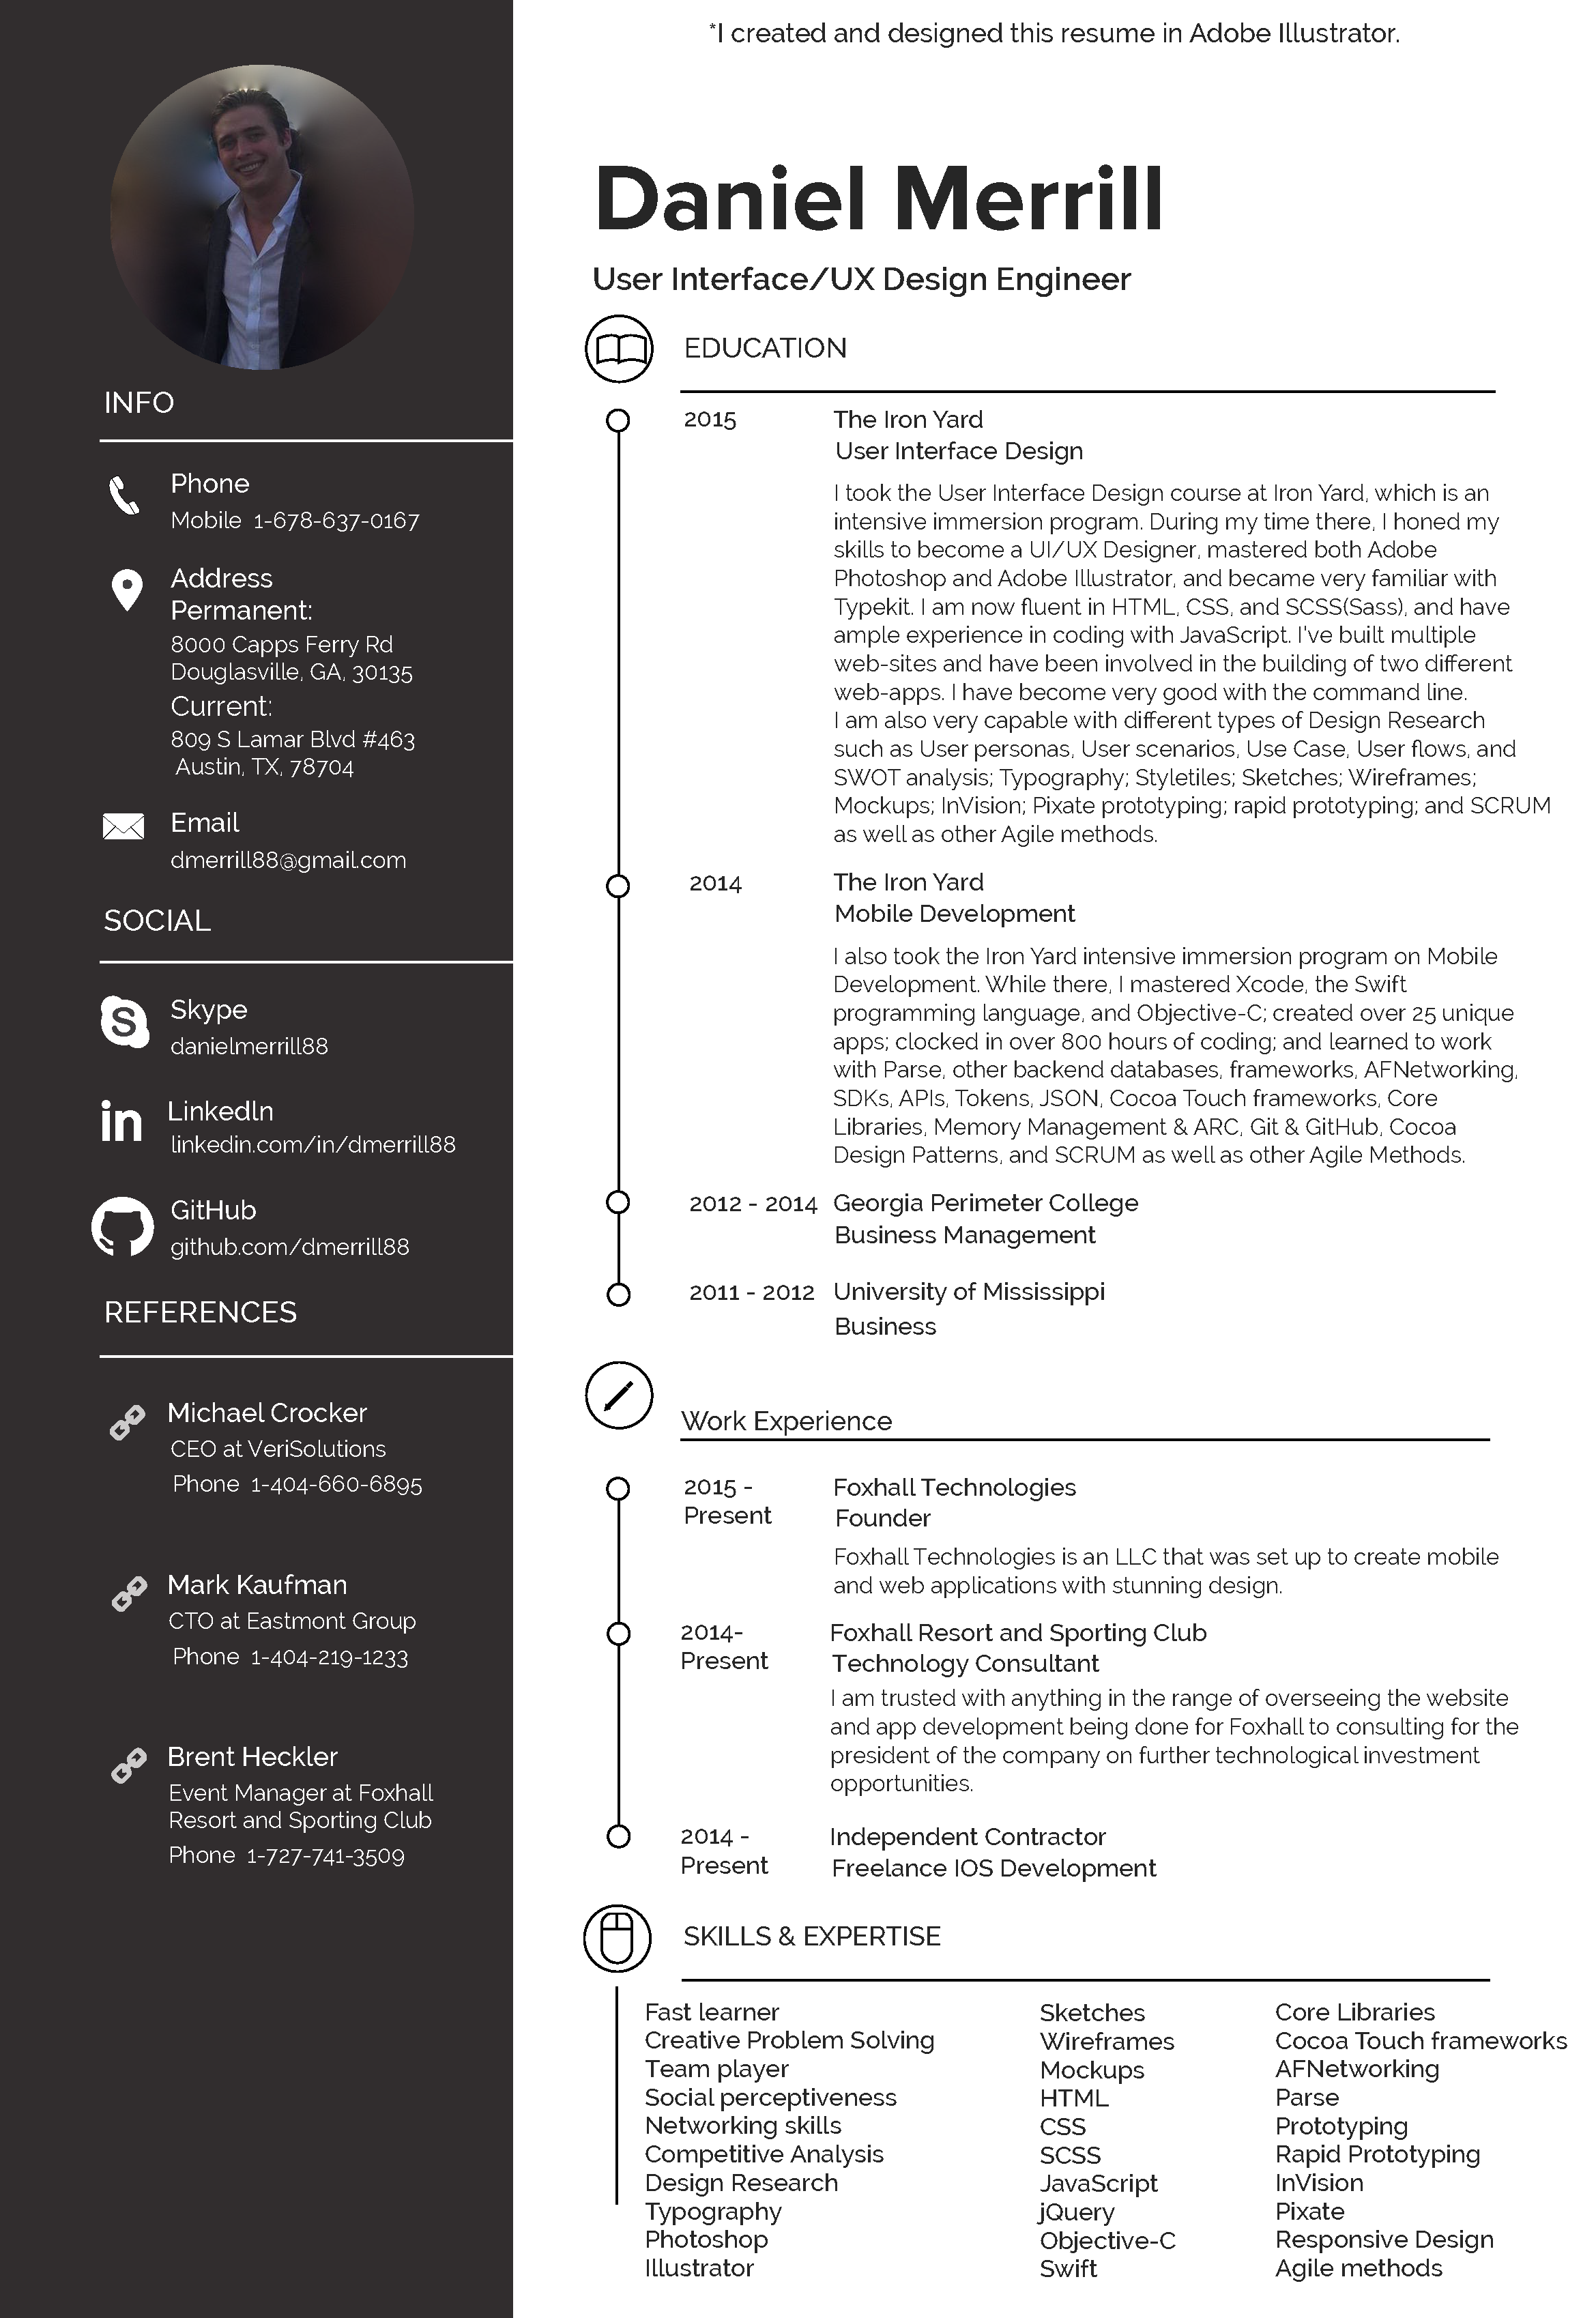 *I created and designed this resume in Adobe Illustrator.
Daniel Merrill
User Interface/UX Design Engineer
INFO
Phone
Mobile 1-678-637-0167
Address
Permanent:
8000 Capps Ferry Rd
Douglasville, GA, 30135
Current:
809 S Lamar Blvd #463
Austin, TX, 78704
Email
dmerrill88@gmail.com
SOCIAL
Skype
danielmerrill88
LinkedIn
linkedin.com/in/dmerrill88
GitHub
github.com/dmerrill88
REFERENCES
Michael Crocker
CEO at VeriSolutions
Phone 1-404-660-6895
Mark Kaufman
CTO at Eastmont Group
Phone 1-404-219-1233
Brent Heckler
Event Manager at Foxhall
Resort and Sporting Club
Phone 1-727-741-3509
EDUCATION
2015 The Iron Yard
User Interface Design
I took the User Interface Design course at Iron Yard, which is an
intensive immersion program. During my time there, I honed my
skills to become a UI/UX Designer, mastered both Adobe
Photoshop and Adobe Illustrator, and became very familiar with
Typekit. I am now fluent in HTML, CSS, and SCSS(Sass), and have
ample experience in coding with JavaScript. I've built multiple
web-sites and have been involved in the building of two different
web-apps. I have become very good with the command line.
I am also very capable with different types of Design Research
such as User personas, User scenarios, Use Case, User flows, and
SWOT analysis; Typography; Styletiles; Sketches; Wireframes;
Mockups; InVision; Pixate prototyping; rapid prototyping; and SCRUM
as well as other Agile methods.
2014 The Iron Yard
Mobile Development
I also took the Iron Yard intensive immersion program on Mobile
Development. While there, I mastered Xcode, the Swift
programming language, and Objective-C; created over 25 unique
apps; clocked in over 800 hours of coding; and learned to work
with Parse, other backend databases, frameworks, AFNetworking,
SDKs, APIs, Tokens, JSON, Cocoa Touch frameworks, Core
Libraries, Memory Management & ARC, Git & GitHub, Cocoa
Design Patterns, and SCRUM as well as other Agile Methods.
2012 - 2014 Georgia Perimeter College
Business Management
2011 - 2012 University of Mississippi
Business
Work Experience
2015 - Foxhall Technologies
Present Founder
Foxhall Technologies is an LLC that was set up to create mobile
and web applications with stunning design.
2014- Foxhall Resort and Sporting Club
Present Technology Consultant
I am trusted with anything in the range of overseeing the website
and app development being done for Foxhall to consulting for the
president of the company on further technological investment
opportunities.
2014 - Independent Contractor
Present Freelance IOS Development
SKILLS & EXPERTISE
Fast learner
Creative Problem Solving
Team player
Social perceptiveness
Networking skills
Competitive Analysis
Design Research
Typography
Photoshop
Illustrator
Sketches
Wireframes
Mockups
HTML
CSS
SCSS
JavaScript
jQuery
Objective-C
Swift
Core Libraries
Cocoa Touch frameworks
AFNetworking
Parse
Prototyping
Rapid Prototyping
InVision
Pixate
Responsive Design
Agile methods